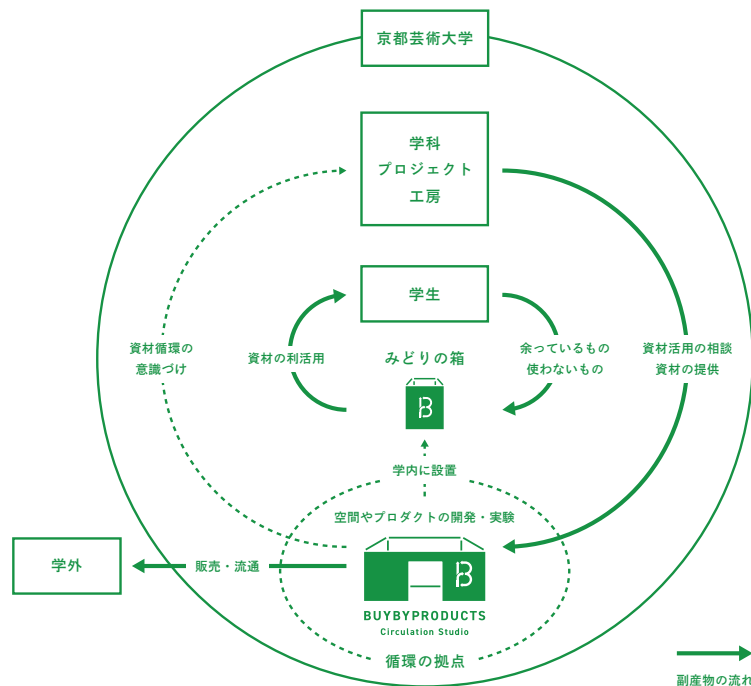 京都芸術大学
学科
プロジェクト
工房
学生
資材循環の
意識づけ
資材の利活用
みどりの箱
余っているもの
使わないもの
資材活用の相談
資材の提供
B
学内に設置
空間やプロダクトの開発・実験
学外
販売・流通
B
BUYBYPRODUCTS
Circulation Studio
循環の拠点
副産物の流れ